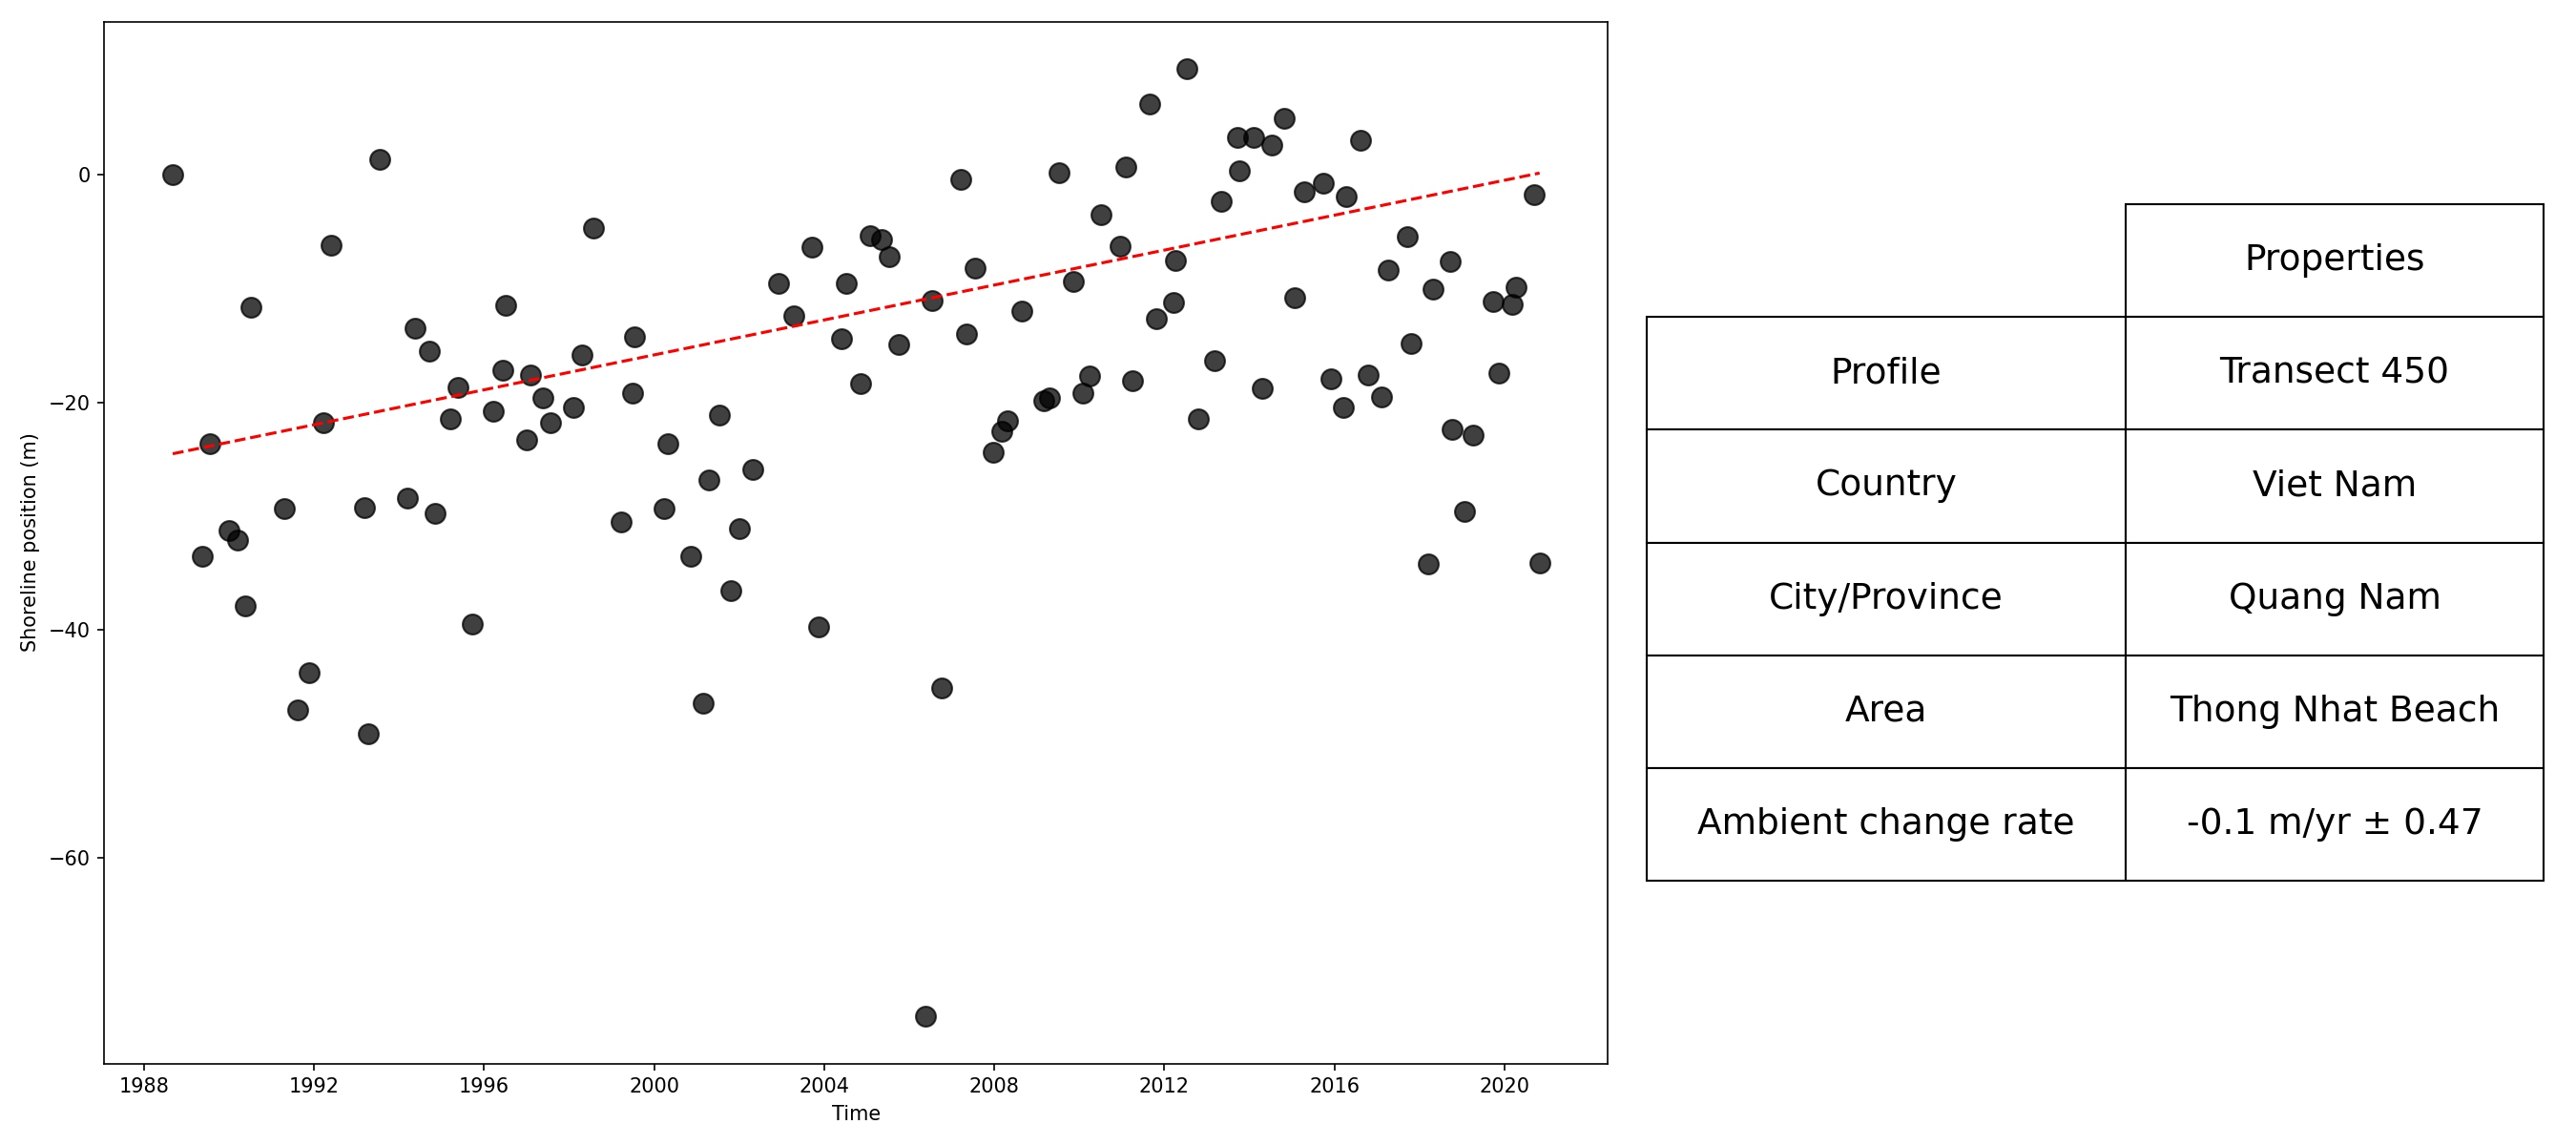 0
−20
−40
−60
Shoreline position (m)
1988 1992 1996 2000 2004 2008 2012 2016 2020
Time
Properties
Profile Transect 450
Country Viet Nam
City/Province Quang Nam
Area Thong Nhat Beach
Ambient change rate -0.1 m/yr ± 0.47